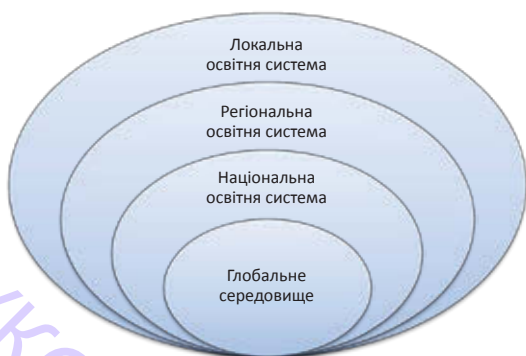 Локальна
освітня система
Регіональна
освітня система
Національна
освітня система
Глобальне
середовище